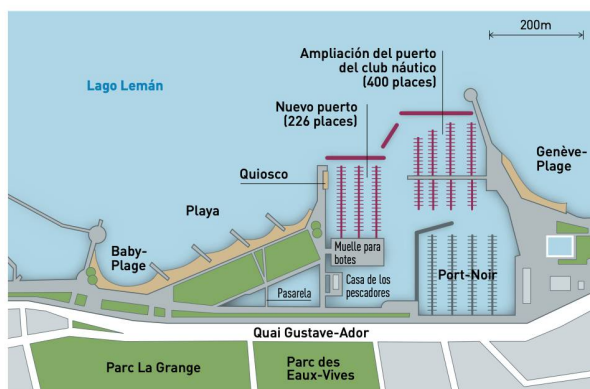 200m
Ampliación del puerto
del club náutico
(400 places)
Lago Lemán
Nuevo puerto
(226 places)
Genève-
Plage
Quiosco
Playa
Baby-
Plage
Muelle para
botes
Port-Noir
Casa de los
pescadores
Pasarela
Quai Gustave-Ador
Parc La Grange
Parc des
Eaux-Vives